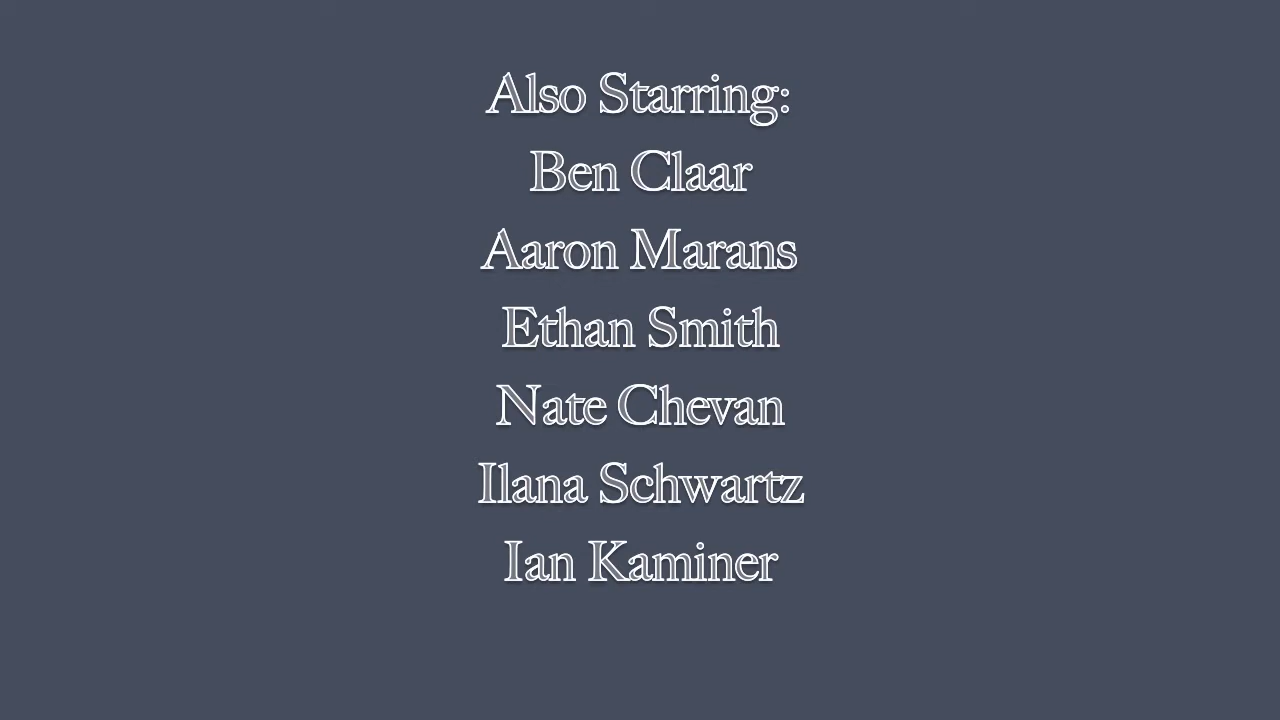 Also Starring:
Ben Claar
Aaron Marans
Ethan Smith
Nate Chevan
Ilana Schwartz
Ian Kaminer